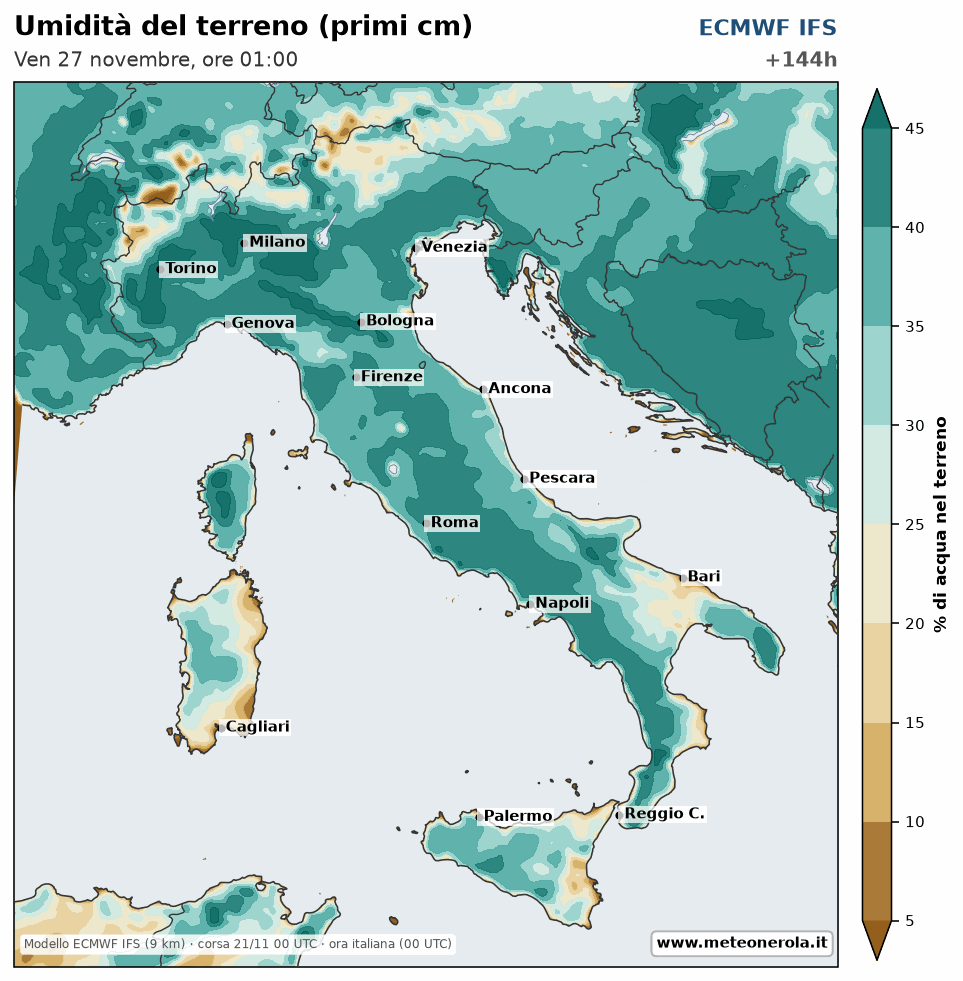 Umidità del terreno (primi cm)
ECMWF IFS
Ven 27 novembre, ore 01:00
+144h
Milano
Venezia
Torino
Genova
Bologna
Firenze
Ancona
Pescara
Roma
Bari
Napoli
Cagliari
Palermo
Reggio C.
45
40
35
30
25
20
15
10
5
% di acqua nel terreno
Modello ECMWF IFS (9 km) · corsa 21/11 00 UTC · ora italiana (00 UTC)
www.meteonerola.it